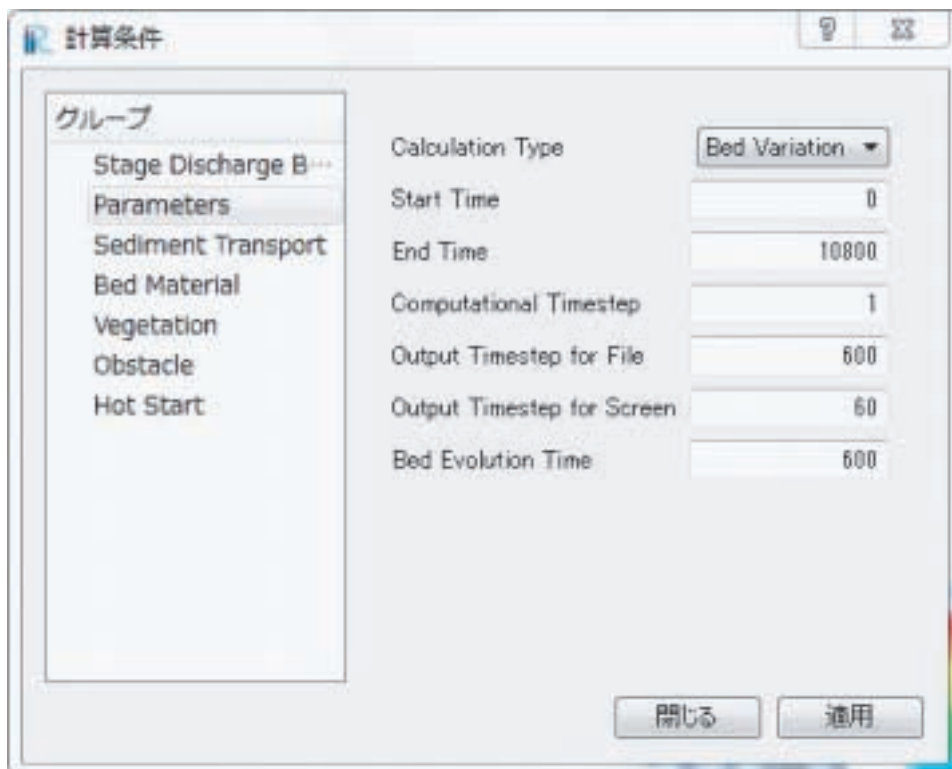 計算条件
グループ
Stage Discharge B…
Parameters
Sediment Transport
Bed Material
Vegetation
Obstacle
Hot Start
Calculation Type
Bed Variation
Start Time
0
End Time
10800
Computational Timestep
1
Output Timestep for File
600
Output Timestep for Screen
60
Bed Evolution Time
600
閉じる
適用